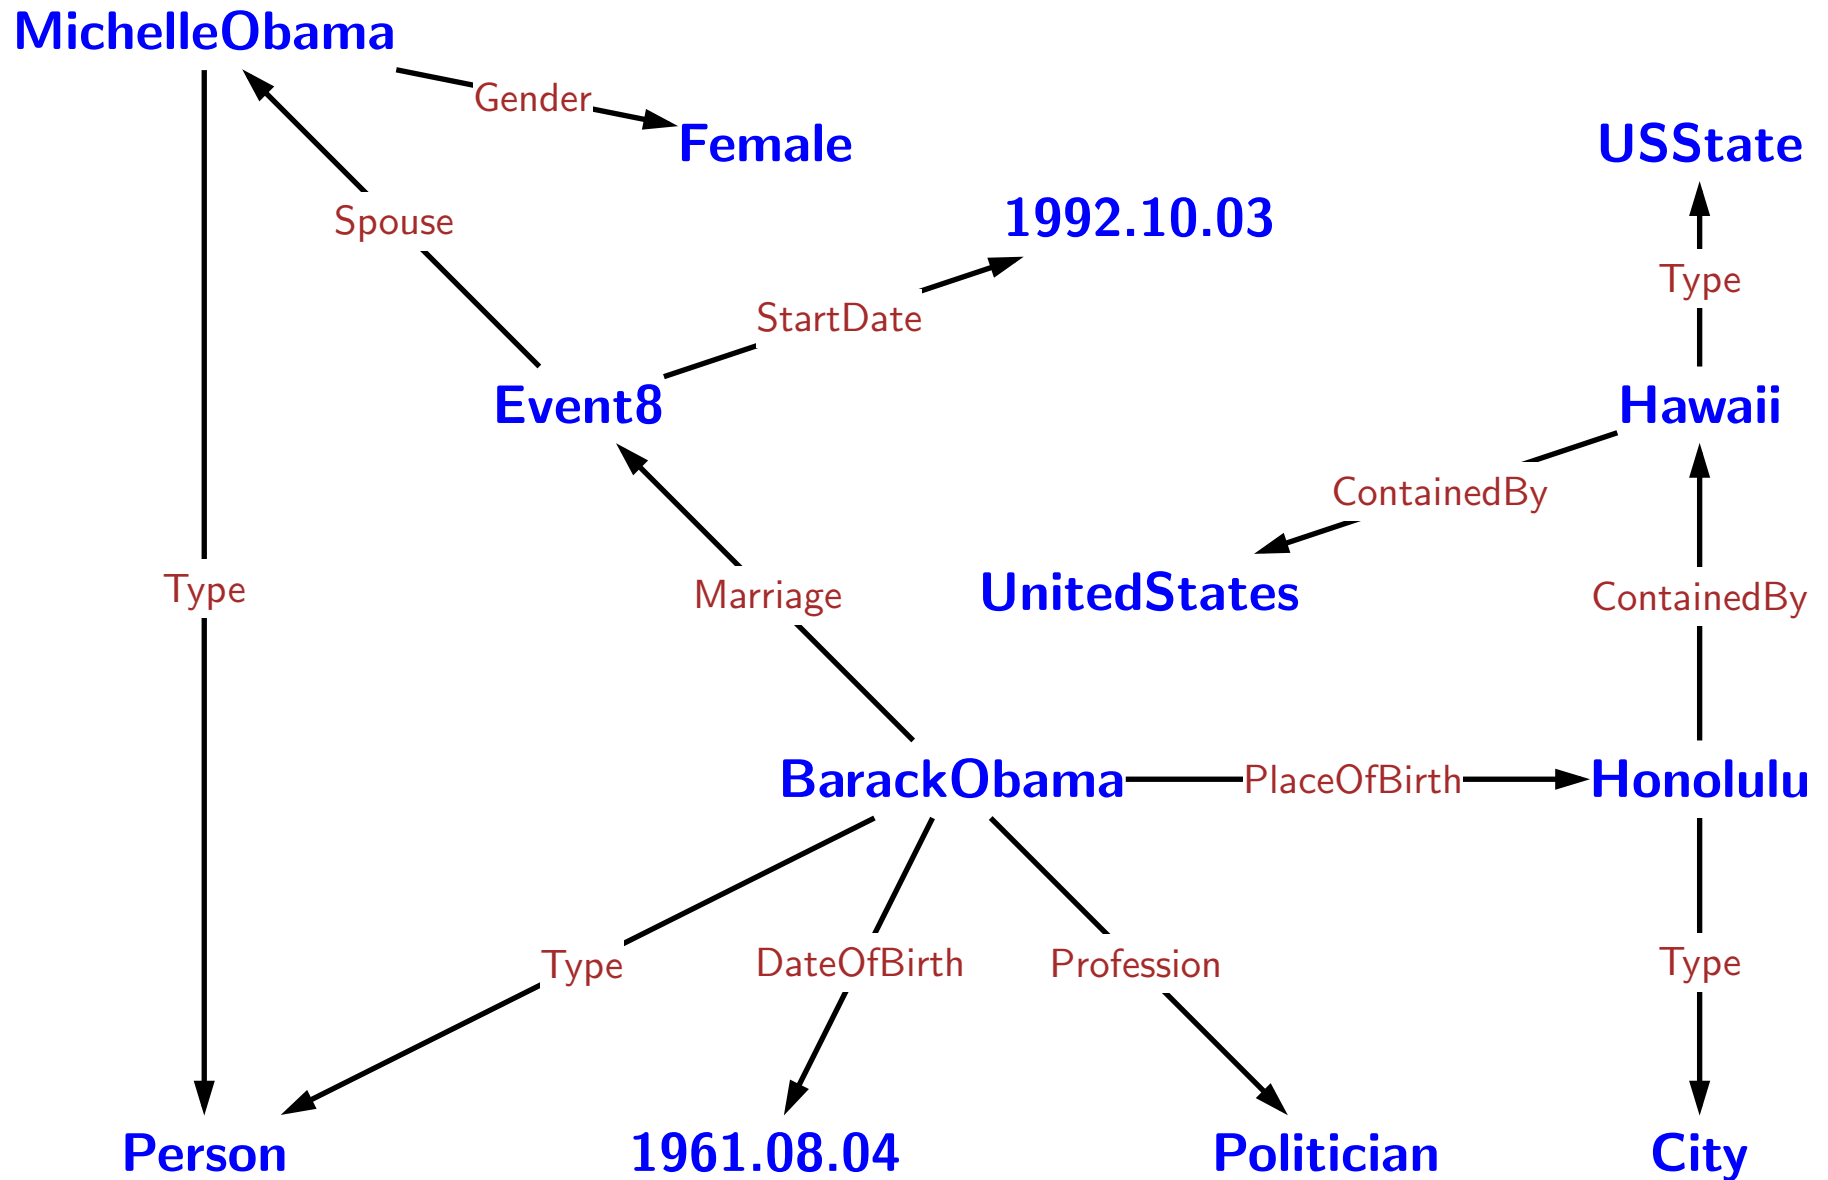 MichelleObama
Gender
Female
USState
Spouse
1992.10.03
Type
StartDate
Event8
Hawaii
ContainedBy
UnitedStates
Type
Marriage
ContainedBy
BarackObama
PlaceOfBirth
Honolulu
Type
DateOfBirth
Profession
Type
Person
1961.08.04
Politician
City